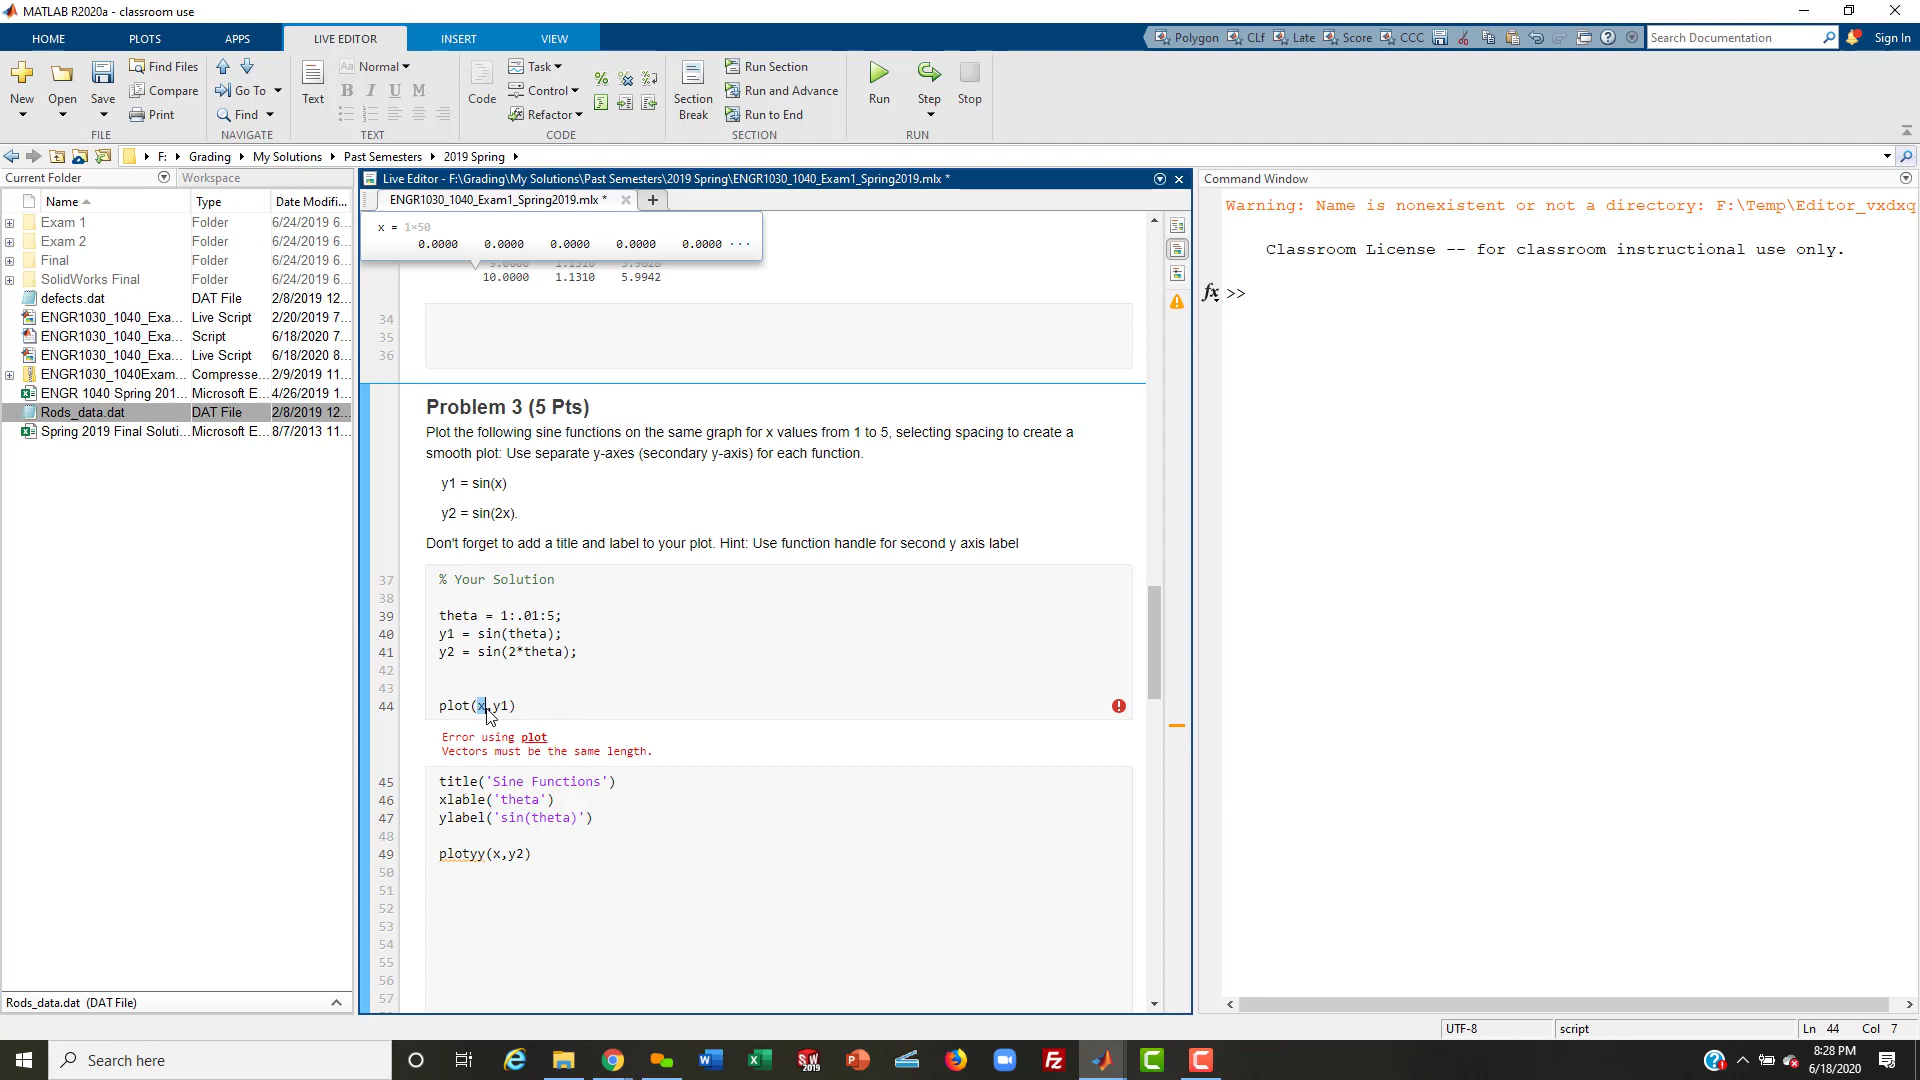 MATLAB R2020a - classroom use
HOME PLOTS APPS LIVE EDITOR INSERT VIEW
Polygon CLf Late Score CCC Search Documentation Sign In
New Open Save Find Files Compare Print
FILE
Go To Find
NAVIGATE
Text Aa Normal B I U M
TEXT
Code Task Control Refactor
CODE
Section Break Run Section Run and Advance Run to End
SECTION
Run Step Stop
RUN
F: Grading My Solutions Past Semesters 2019 Spring
Current Folder Workspace
Name Type Date Modifi...
Exam 1 Folder 6/24/2019 6...
Exam 2 Folder 6/24/2019 6...
Final Folder 6/24/2019 6...
SolidWorks Final Folder 6/24/2019 6...
defects.dat DAT File 2/8/2019 12...
ENGR1030_1040_Exa... Live Script 2/20/2019 7...
ENGR1030_1040_Exa... Script 6/18/2020 7...
ENGR1030_1040_Exa... Live Script 6/18/2020 8...
ENGR1030_1040Exam... Compresse... 2/9/2019 11...
ENGR 1040 Spring 201... Microsoft E... 4/26/2019 1...
Rods_data.dat DAT File 2/8/2019 12...
Spring 2019 Final Soluti... Microsoft E... 8/7/2013 11...
Rods_data.dat (DAT File)
Live Editor - F:\Grading\My Solutions\Past Semesters\2019 Spring\ENGR1030_1040_Exam1_Spring2019.mlx *
ENGR1030_1040_Exam1_Spring2019.mlx *
x = 1×50
0.0000 0.0000 0.0000 0.0000 0.0000 ...
10.0000 1.1310 5.9942
34
35
36
Problem 3 (5 Pts)
Plot the following sine functions on the same graph for x values from 1 to 5, selecting spacing to create a
smooth plot: Use separate y-axes (secondary y-axis) for each function.
y1 = sin(x)
y2 = sin(2x).
Don't forget to add a title and label to your plot. Hint: Use function handle for second y axis label
37 % Your Solution
38
39 theta = 1:.01:5;
40 y1 = sin(theta);
41 y2 = sin(2*theta);
42
43
44 plot(x,y1)
Error using plot
Vectors must be the same length.
45 title('Sine Functions')
46 xlable('theta')
47 ylabel('sin(theta)')
48
49 plotyy(x,y2)
50
51
52
53
54
55
56
57
Command Window
Warning: Name is nonexistent or not a directory: F:\Temp\Editor_vxdxq
Classroom License -- for classroom instructional use only.
fx >>
UTF-8 script Ln 44 Col 7
Search here
8:28 PM
6/18/2020